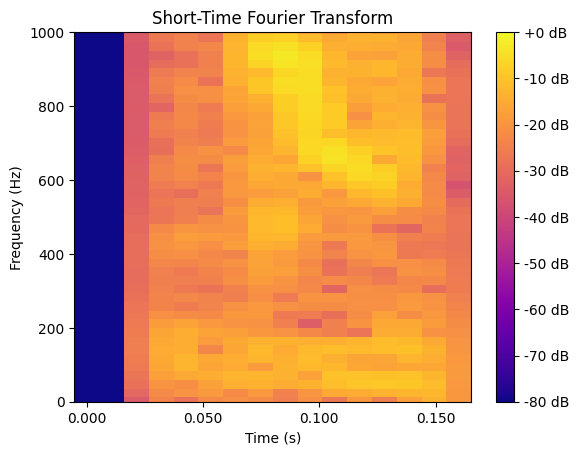 Short-Time Fourier Transform
1000
800
600
400
200
0
Frequency (Hz)
0.000
0.050
0.100
0.150
Time (s)
+0 dB
-10 dB
-20 dB
-30 dB
-40 dB
-50 dB
-60 dB
-70 dB
-80 dB